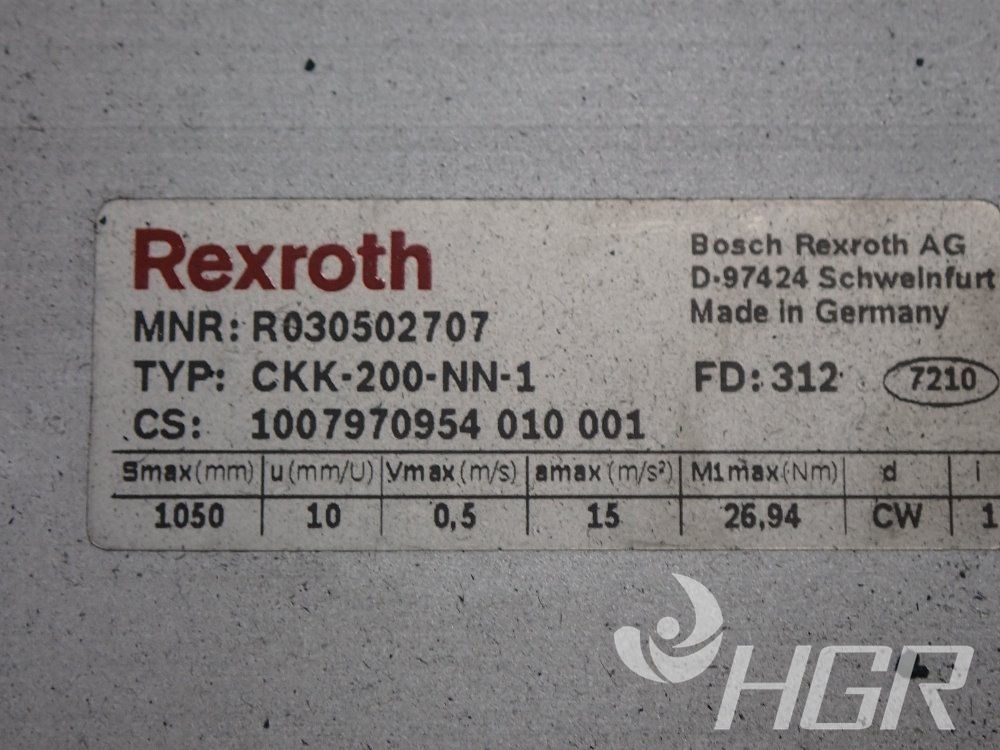 Rexroth
Bosch Rexroth AG
D-97424 Schweinfurt
Made in Germany
MNR: R030502707
TYP: CKK-200-NN-1
FD: 312 7210
CS: 1007970954 010 001
Smax(mm) u(mm/U) Vmax(m/s) amax(m/s²) M1max(Nm) d i
1050 10 0,5 15 26,94 CW 1
HGR